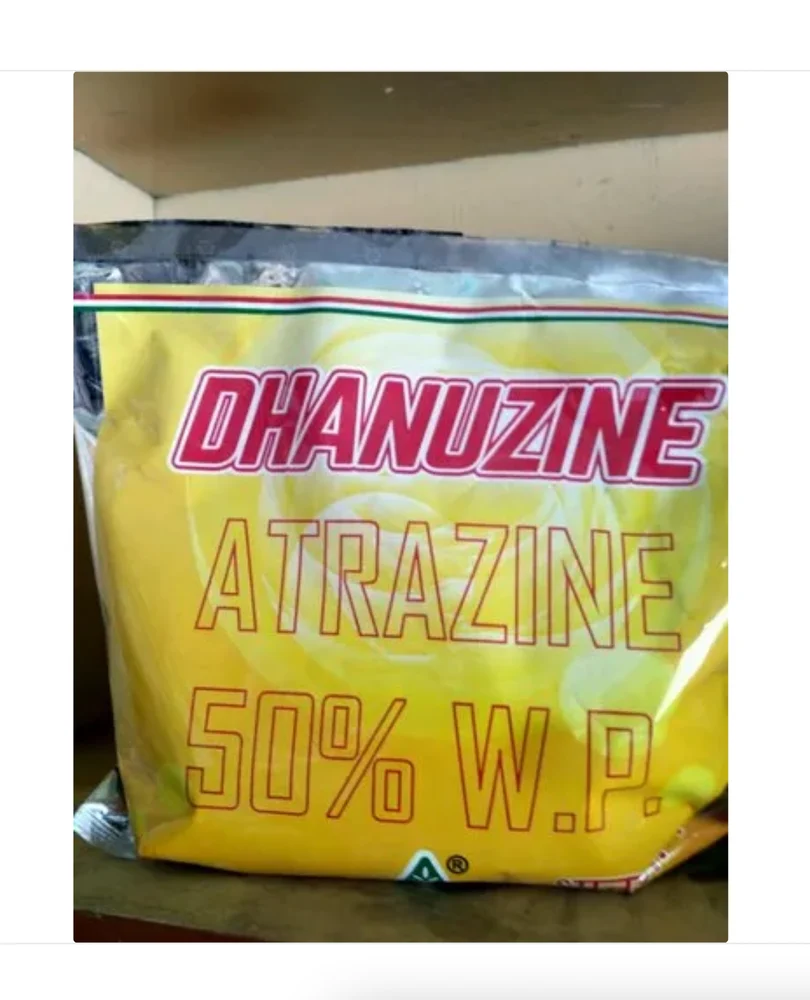 DHANUZINE
ATRAZINE
50% W.P.
®